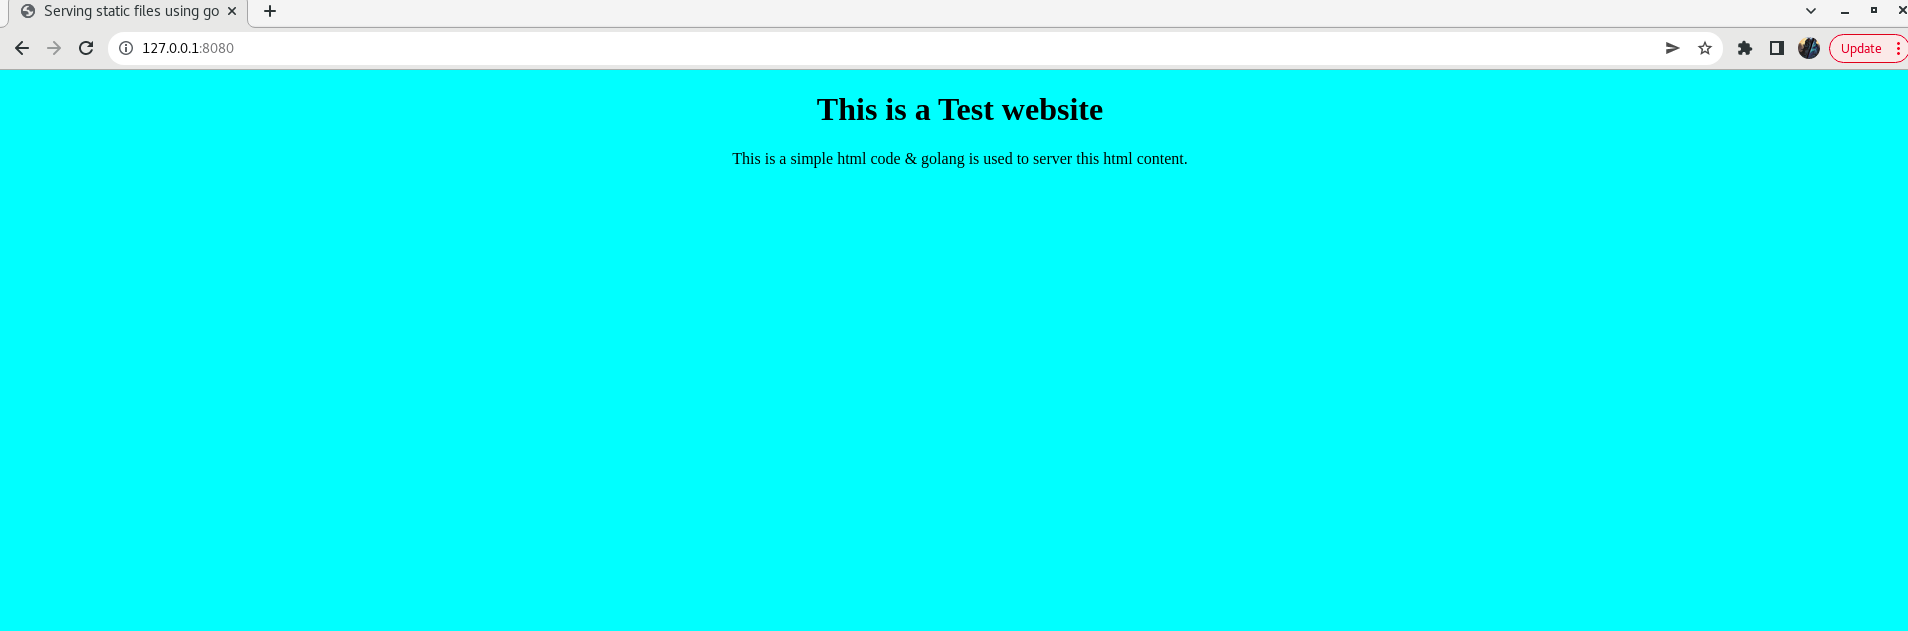 Serving static files using go
127.0.0.1:8080
Update
This is a Test website
This is a simple html code & golang is used to server this html content.